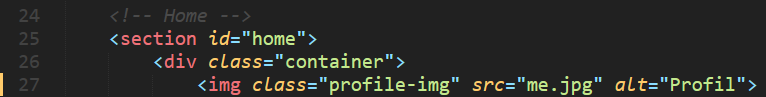 24 <!-- Home -->
25 <section id="home">
26 <div class="container">
27 <img class="profile-img" src="me.jpg" alt="Profil">